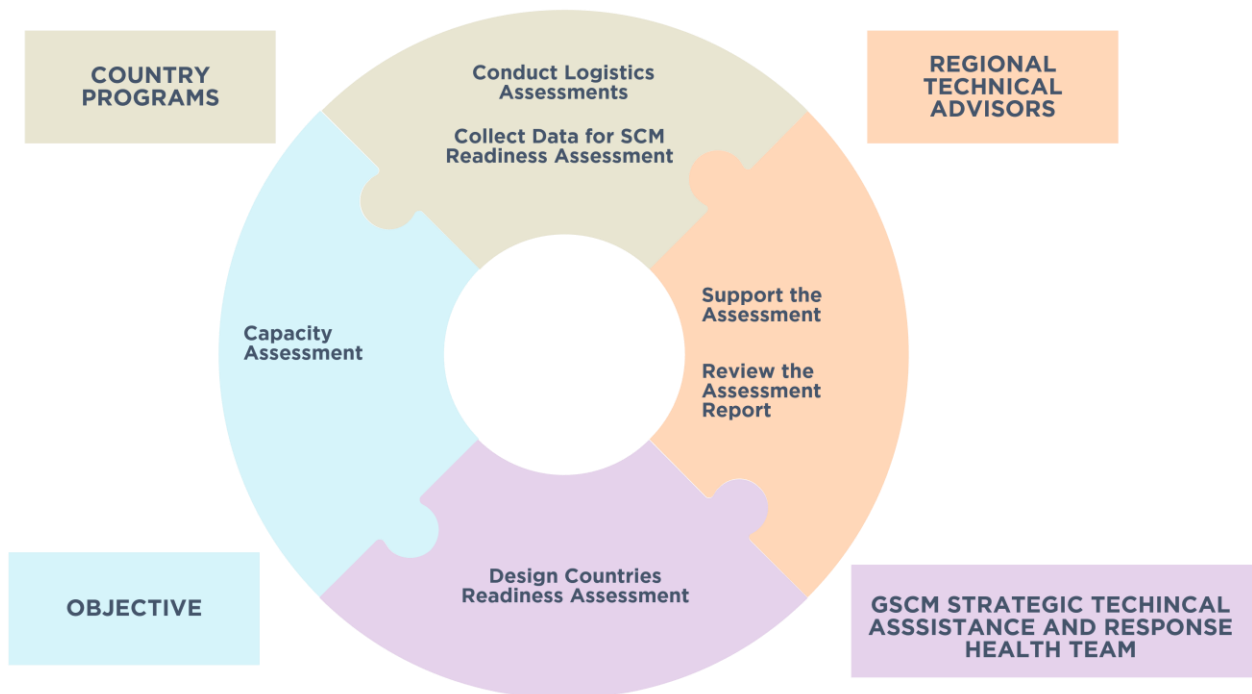 COUNTRY
PROGRAMS
Conduct Logistics
Assessments
Collect Data for SCM
Readiness Assessment
REGIONAL
TECHNICAL
ADVISORS
Support the
Assessment
Review the
Assessment
Report
Capacity
Assessment
Design Countries
Readiness Assessment
OBJECTIVE
GSCM STRATEGIC TECHINCAL
ASSSISTANCE AND RESPONSE
HEALTH TEAM